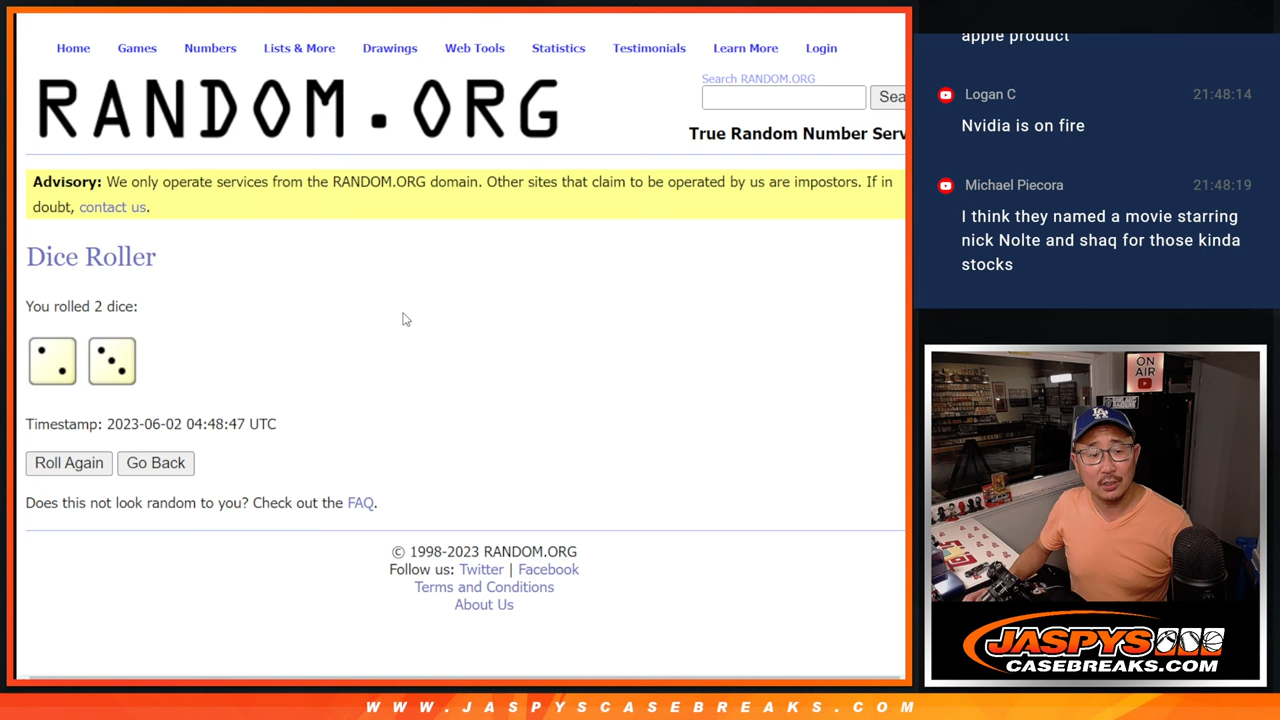 Home Games Numbers Lists & More Drawings Web Tools Statistics Testimonials Learn More Login
RANDOM.ORG
Search RANDOM.ORG
Sea
True Random Number Serv
Advisory: We only operate services from the RANDOM.ORG domain. Other sites that claim to be operated by us are impostors. If in
doubt, contact us.
Dice Roller
You rolled 2 dice:
Timestamp: 2023-06-02 04:48:47 UTC
Roll Again Go Back
Does this not look random to you? Check out the FAQ.
© 1998-2023 RANDOM.ORG
Follow us: Twitter | Facebook
Terms and Conditions
About Us
apple product
Logan C 21:48:14
Nvidia is on fire
Michael Piecora 21:48:19
I think they named a movie starring
nick Nolte and shaq for those kinda
stocks
ON
AIR
LA
JASPYS
CASEBREAKS.COM
WWW.JASPYSCASEBREAKS.COM